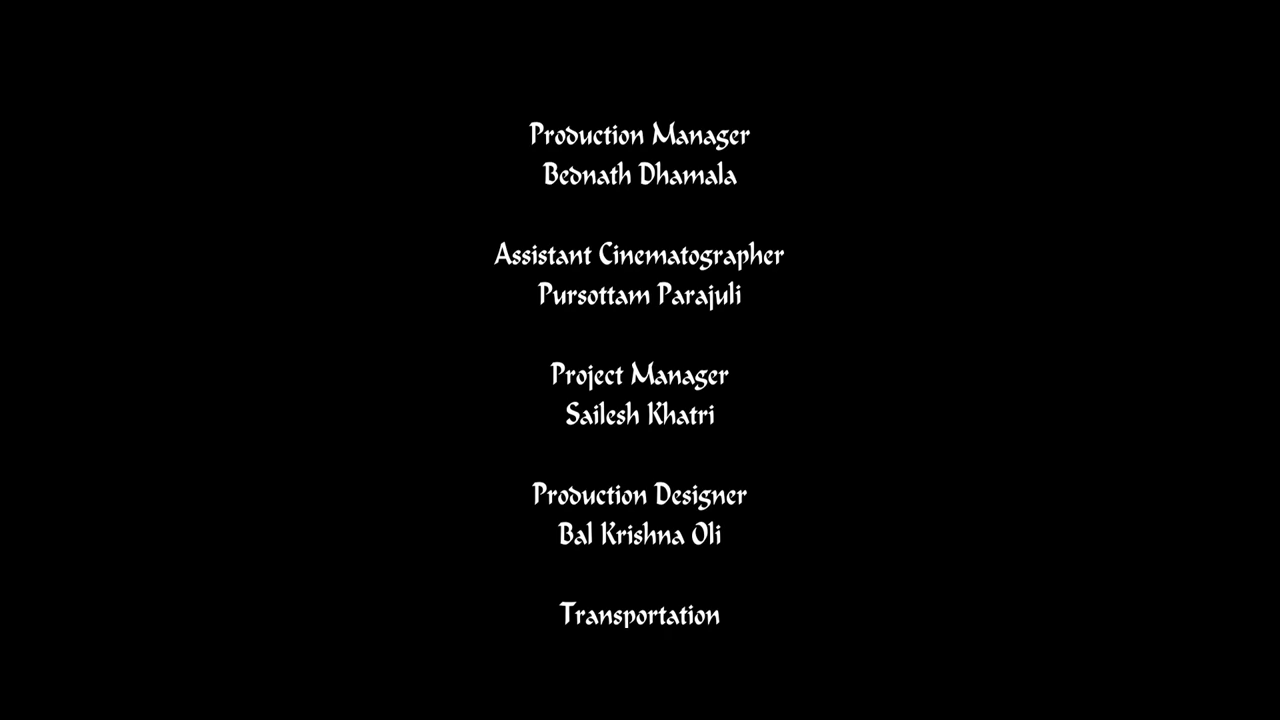 Production Manager
Bednath Dhamala
Assistant Cinematographer
Pursottam Parajuli
Project Manager
Sailesh Khatri
Production Designer
Bal Krishna Oli
Transportation